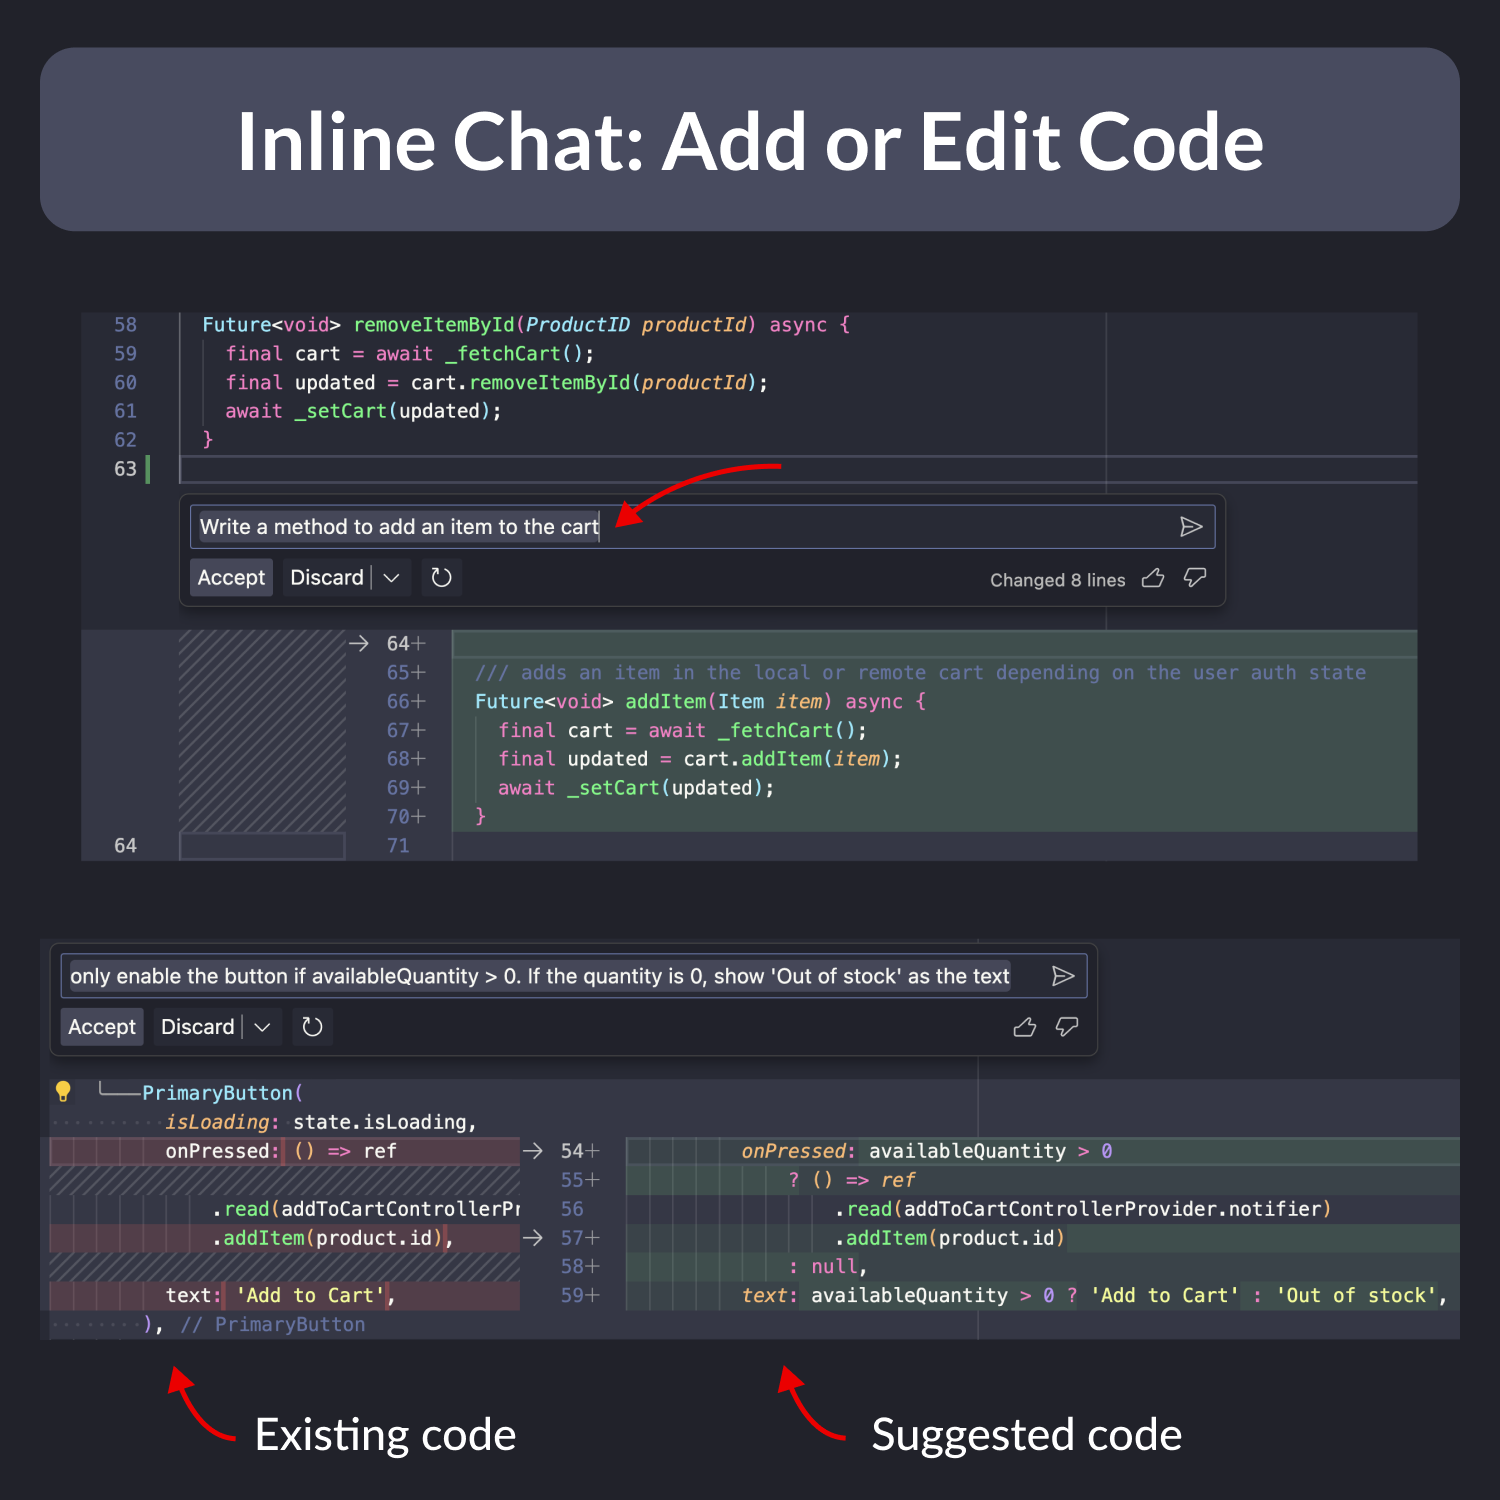 Inline Chat: Add or Edit Code
58 Future<void> removeItemById(ProductID productId) async {
59 final cart = await _fetchCart();
60 final updated = cart.removeItemById(productId);
61 await _setCart(updated);
62 }
63
Write a method to add an item to the cart
Accept Discard Changed 8 lines
→ 64+
65+ /// adds an item in the local or remote cart depending on the user auth state
66+ Future<void> addItem(Item item) async {
67+ final cart = await _fetchCart();
68+ final updated = cart.addItem(item);
69+ await _setCart(updated);
70+ }
64 71
only enable the button if availableQuantity > 0. If the quantity is 0, show 'Out of stock' as the text
Accept Discard
PrimaryButton(
isLoading: state.isLoading,
onPressed: () => ref → 54+ onPressed: availableQuantity > 0
55+ ? () => ref
.read(addToCartControllerPr 56 .read(addToCartControllerProvider.notifier)
.addItem(product.id), → 57+ .addItem(product.id)
58+ : null,
text: 'Add to Cart', 59+ text: availableQuantity > 0 ? 'Add to Cart' : 'Out of stock',
), // PrimaryButton
Existing code Suggested code